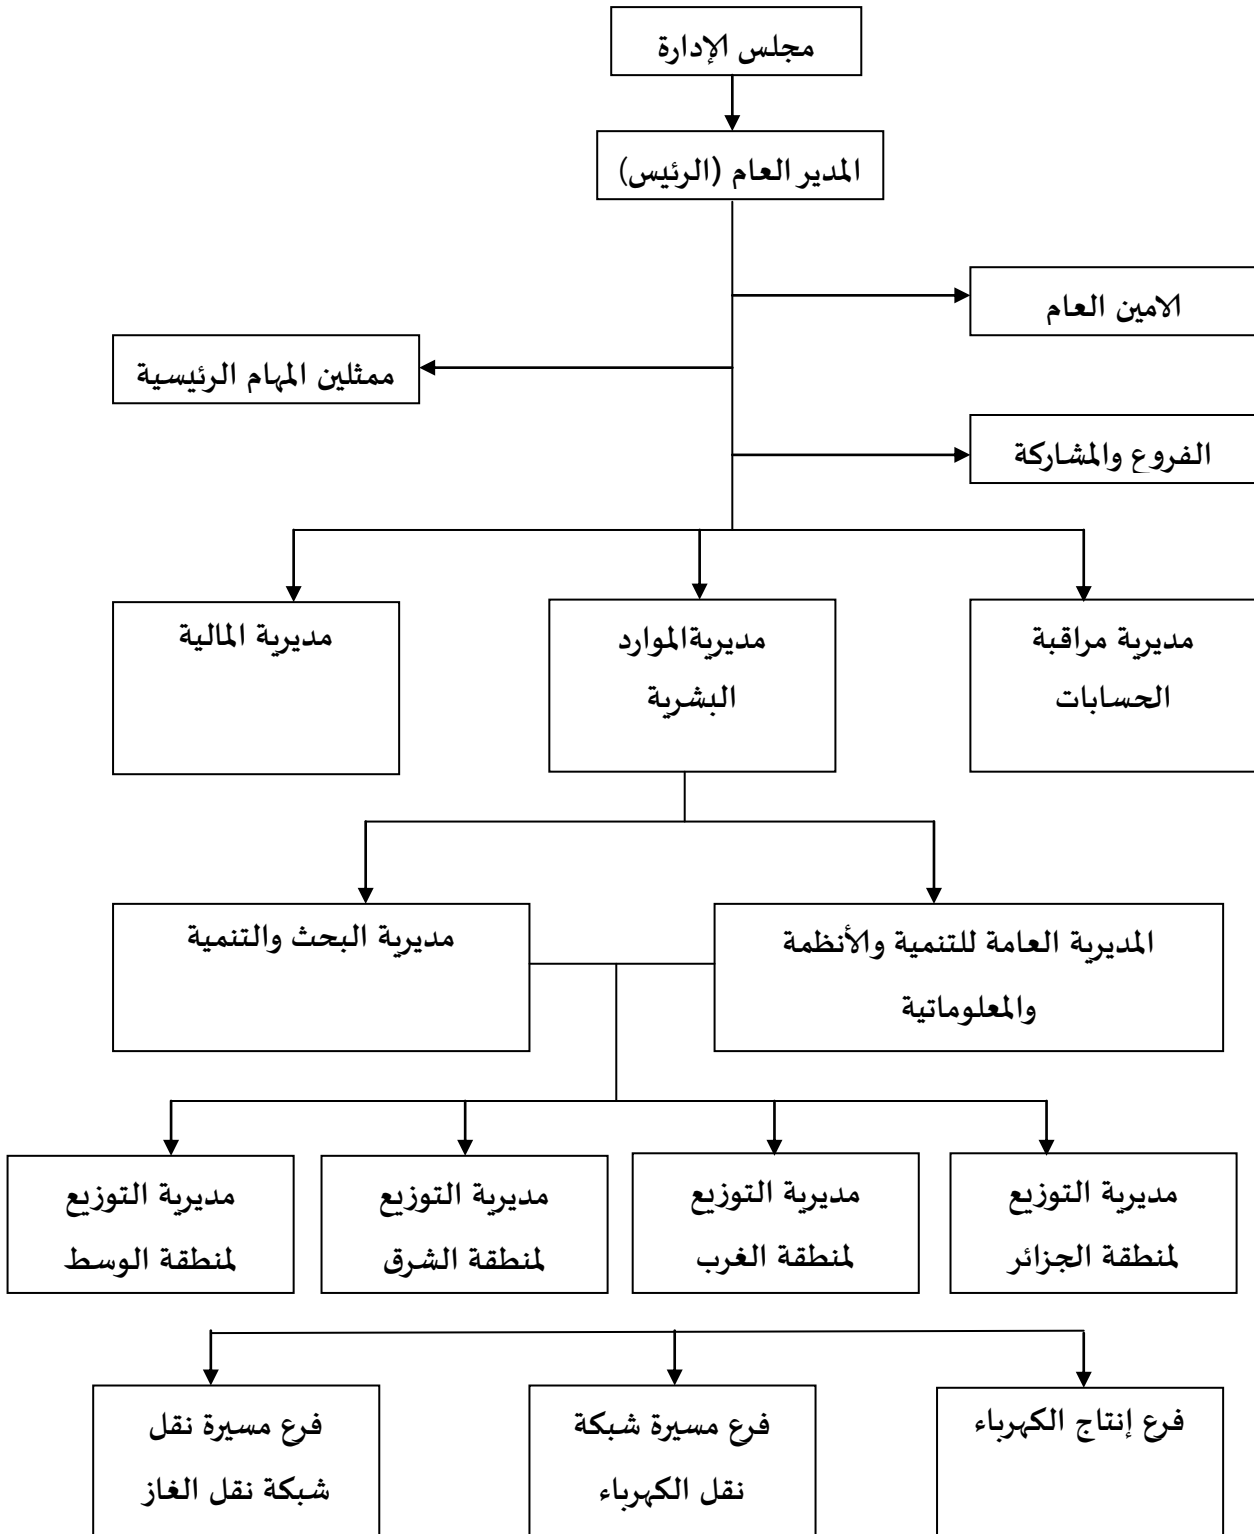 مجلس الإدارة
المدير العام (الرئيس)
الامين العام
ممثلين المهام الرئيسية
الفروع والمشاركة
مديرية مراقبة
الحسابات
مديريةالموارد
البشرية
مديرية المالية
المديرية العامة للتنمية والأنظمة
والمعلوماتية
مديرية البحث والتنمية
مديرية التوزيع
لمنطقة الجزائر
مديرية التوزيع
لمنطقة الغرب
مديرية التوزيع
لمنطقة الشرق
مديرية التوزيع
لمنطقة الوسط
فرع إنتاج الكهرباء
فرع مسيرة شبكة
نقل الكهرباء
فرع مسيرة نقل
شبكة نقل الغاز